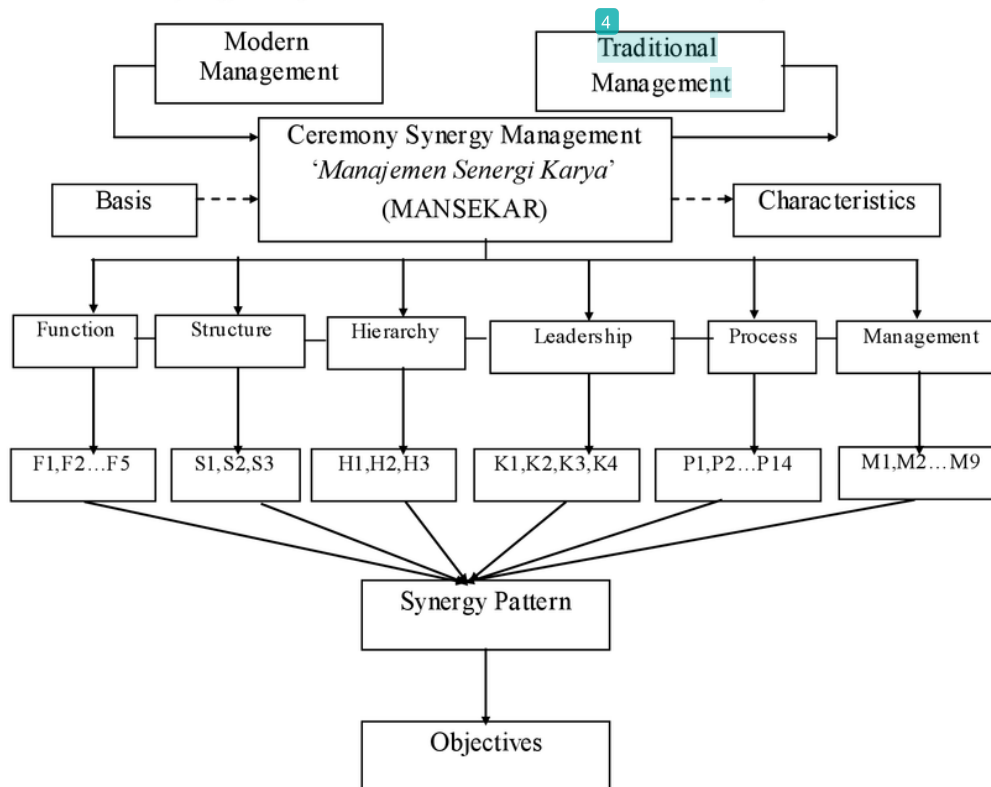 Modern
Management
4
Traditional
Management
Ceremony Synergy Management
‘Manajemen Senergi Karya’
(MANSEKAR)
Basis
Characteristics
Function
Structure
Hierarchy
Leadership
Process
Management
F1,F2...F5
S1,S2,S3
H1,H2,H3
K1,K2,K3,K4
P1,P2...P14
M1,M2...M9
Synergy Pattern
Objectives